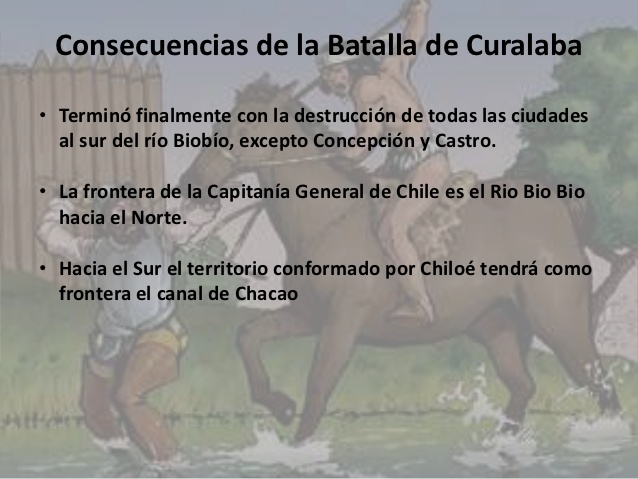 Consecuencias de la Batalla de Curalaba
• Terminó finalmente con la destrucción de todas las ciudades
al sur del río Biobío, excepto Concepción y Castro.
• La frontera de la Capitanía General de Chile es el Rio Bio Bio
hacia el Norte.
• Hacia el Sur el territorio conformado por Chiloé tendrá como
frontera el canal de Chacao